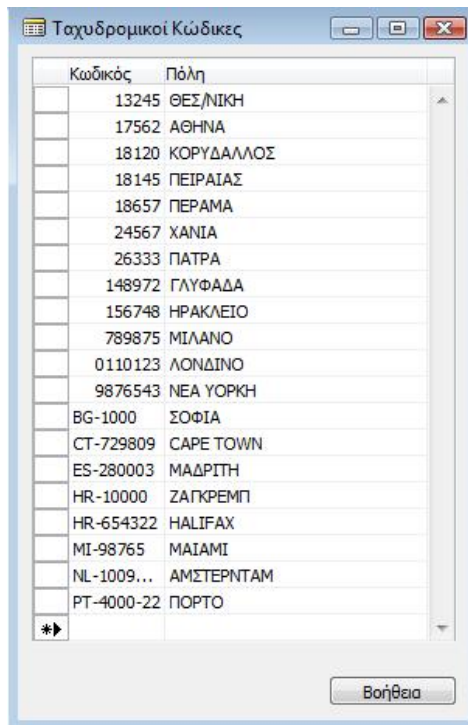 Ταχυδρομικοί Κώδικες
Κωδικός Πόλη
13245 ΘΕΣ/ΝΙΚΗ
17562 ΑΘΗΝΑ
18120 ΚΟΡΥΔΑΛΛΟΣ
18145 ΠΕΙΡΑΙΑΣ
18657 ΠΕΡΑΜΑ
24567 ΧΑΝΙΑ
26333 ΠΑΤΡΑ
148972 ΓΛΥΦΑΔΑ
156748 ΗΡΑΚΛΕΙΟ
789875 ΜΙΛΑΝΟ
0110123 ΛΟΝΔΙΝΟ
9876543 ΝΕΑ ΥΟΡΚΗ
BG-1000 ΣΟΦΙΑ
CT-729809 CAPE TOWN
ES-280003 ΜΑΔΡΙΤΗ
HR-10000 ΖΑΓΚΡΕΜΠ
HR-654322 HALIFAX
MI-98765 ΜΑΙΑΜΙ
NL-1009... ΑΜΣΤΕΡΝΤΑΜ
PT-4000-22 ΠΟΡΤΟ
Βοήθεια